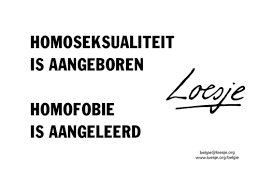 HOMOSEKSUALITEIT
IS AANGEBOREN
HOMOFOBIE
IS AANGELEERD
Loesje
belgie@loesje.org
www.loesje.org/belgie